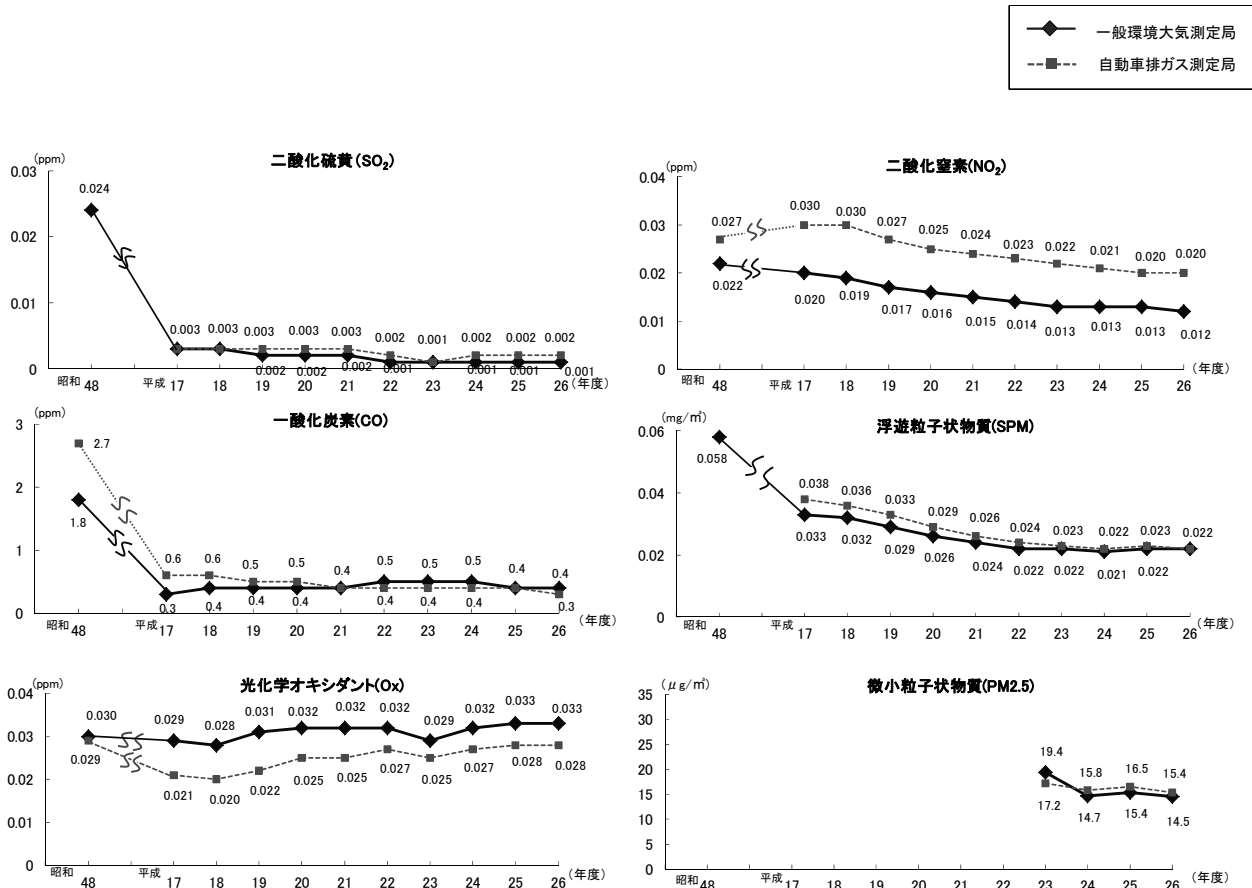 一般環境大気測定局
自動車排ガス測定局
二酸化硫黄(SO₂)
(ppm)
0.03
0.02
0.01
0
0.024
0.003 0.003 0.003 0.003 0.003 0.002 0.001 0.002 0.002 0.002
0.002 0.002 0.002 0.001 0.001 0.001 0.001
昭和 48 平成 17 18 19 20 21 22 23 24 25 26 (年度)
二酸化窒素(NO₂)
(ppm)
0.04
0.03
0.02
0.01
0
0.027 0.030 0.030 0.027 0.025 0.024 0.023 0.022 0.021 0.020 0.020
0.022 0.020 0.019 0.017 0.016 0.015 0.014 0.013 0.013 0.013 0.012
昭和 48 平成 17 18 19 20 21 22 23 24 25 26 (年度)
一酸化炭素(CO)
(ppm)
3
2
1
0
2.7
1.8
0.6 0.6 0.5 0.5 0.4 0.5 0.5 0.5 0.4 0.4
0.3 0.4 0.4 0.4 0.4 0.4 0.4 0.3
昭和 48 平成 17 18 19 20 21 22 23 24 25 26 (年度)
浮遊粒子状物質(SPM)
(mg/㎥)
0.06
0.04
0.02
0
0.058
0.038 0.036 0.033 0.029 0.026 0.024 0.023 0.022 0.023 0.022
0.033 0.032 0.029 0.026 0.024 0.022 0.022 0.021 0.022
昭和 48 平成 17 18 19 20 21 22 23 24 25 26 (年度)
光化学オキシダント(Ox)
(ppm)
0.04
0.03
0.02
0.01
0
0.030 0.029 0.028 0.031 0.032 0.032 0.032 0.029 0.032 0.033 0.033
0.029 0.021 0.020 0.022 0.025 0.025 0.027 0.025 0.027 0.028 0.028
昭和 48 平成 17 18 19 20 21 22 23 24 25 26 (年度)
微小粒子状物質(PM2.5)
(μg/㎥)
35
30
25
20
15
10
5
0
19.4 15.8 16.5 15.4
17.2 14.7 15.4 14.5
昭和 48 平成 17 18 19 20 21 22 23 24 25 26 (年度)